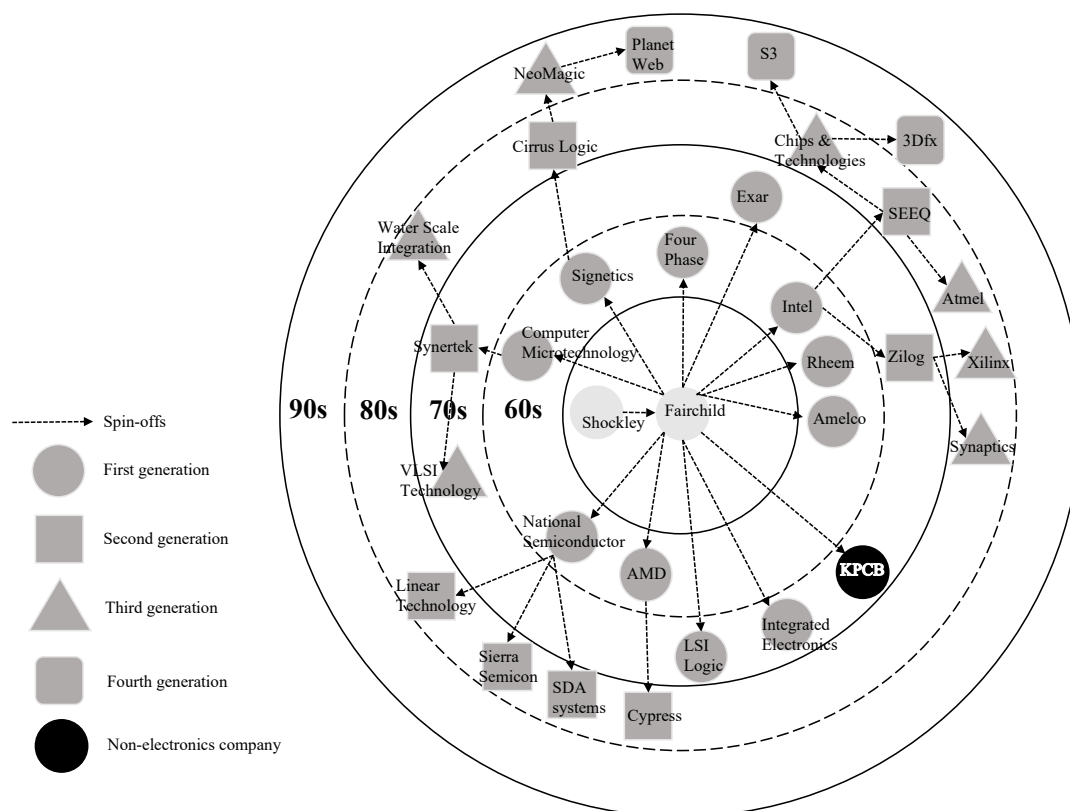 Planet
Web
S3
NeoMagic
Cirrus Logic
Chips &
Technologies
3Dfx
Exar
SEEQ
Water Scale
Integration
Four
Phase
Signetics
Intel
Atmel
Computer
Microtechnology
Synertek
Rheem
Zilog
Xilinx
90s
80s
70s
60s
Shockley
Fairchild
Amelco
Synaptics
Spin-offs
First generation
VLSI
Technology
Second generation
National
Semiconductor
AMD
KPCB
Linear
Technology
Third generation
Integrated
Electronics
LSI
Logic
Sierra
Semicon
SDA
systems
Cypress
Fourth generation
Non-electronics company